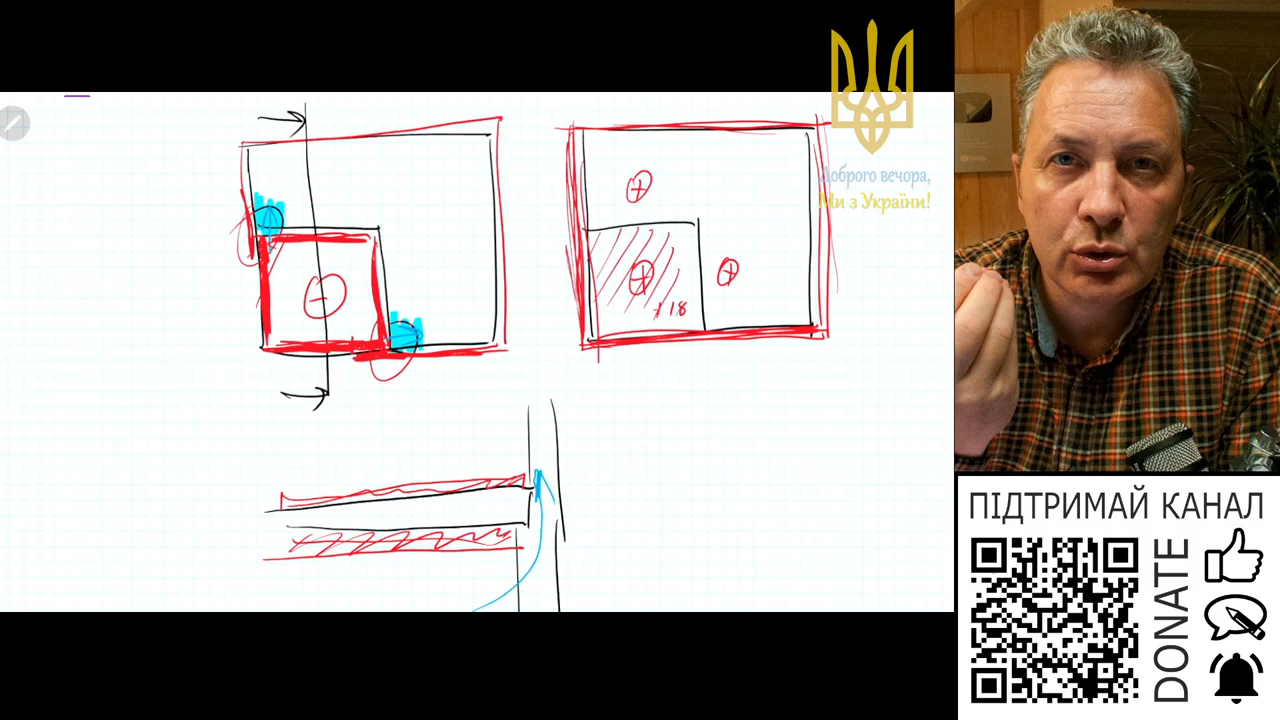 Доброго вечора,
Ми з України!
+18
ПІДТРИМАЙ КАНАЛ
DONATE